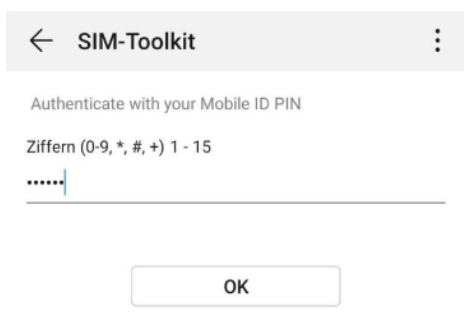 SIM-Toolkit
Authenticate with your Mobile ID PIN
Ziffern (0-9, *, #, +) 1 - 15
••••••
OK